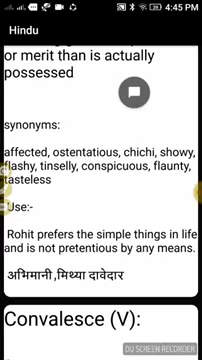 4:45 PM
Hindu
or merit than is actually
possessed
synonyms:
affected, ostentatious, chichi, showy,
flashy, tinselly, conspicuous, flaunty,
tasteless
Use:-
Rohit prefers the simple things in life
and is not pretentious by any means.
अभिमानी,मिथ्या दावेदार
Convalesce (V):
DU SCREEN RECORDER